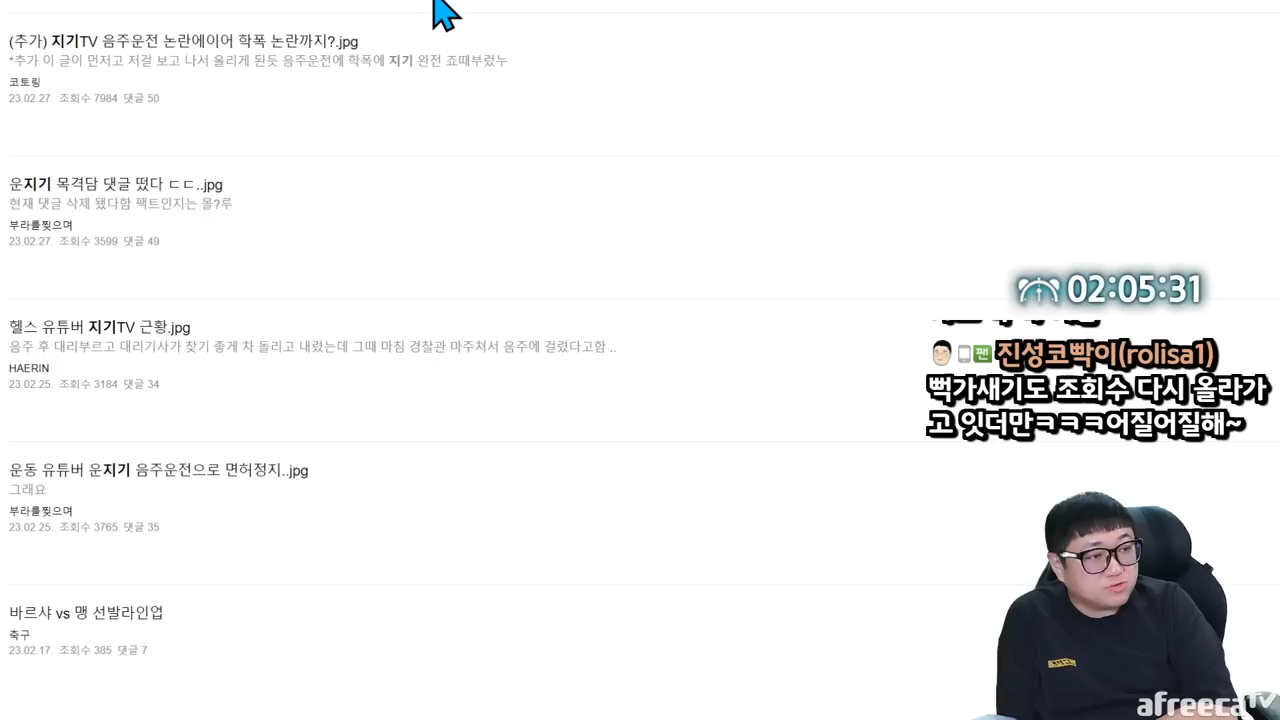 (추가) 지기TV 음주운전 논란에이어 학폭 논란까지?.jpg
*추가 이 글이 먼저고 저걸 보고 나서 올리게 된듯 음주운전에 학폭에 지기 완전 죠때부렀누
코토링
23.02.27. 조회수 7984 댓글 50
운지기 목격담 댓글 떴다 ㄷㄷ..jpg
현재 댓글 삭제 됐다함 팩트인지는 몰?루
부라를찢으며
23.02.27. 조회수 3599 댓글 49
헬스 유튜버 지기TV 근황.jpg
음주 후 대리부르고 대리기사가 찾기 좋게 차 돌리고 내렸는데 그때 마침 경찰관 마주쳐서 음주에 걸렸다고함 ..
HAERIN
23.02.25. 조회수 3184 댓글 34
운동 유튜버 운지기 음주운전으로 면허정지..jpg
그래요
부라를찢으며
23.02.25. 조회수 3765 댓글 35
바르샤 vs 맹 선발라인업
축구
23.02.17. 조회수 385 댓글 7
02:05:31
팬 진성코빡이(rolisa1)
뻑가새기도 조회수 다시 올라가
고 잇더만ㅋㅋㅋ어질어질해~
afreecaTV